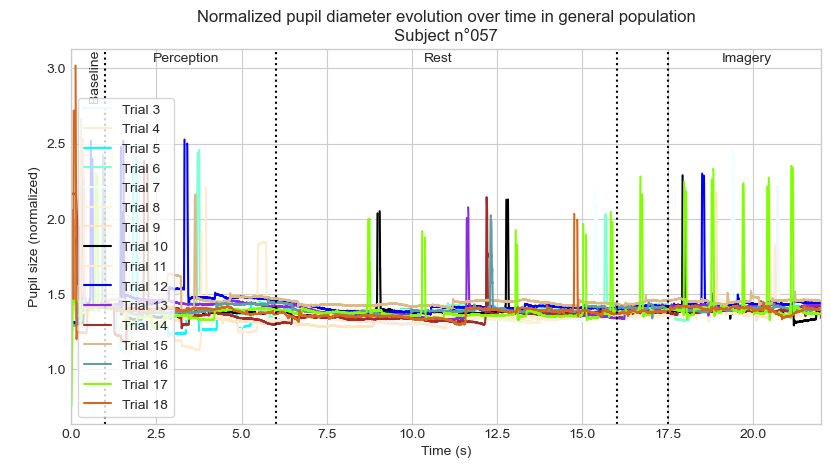 Normalized pupil diameter evolution over time in general population
Subject n°057
Baseline
Perception
Rest
Imagery
Pupil size (normalized)
3.0
2.5
2.0
1.5
1.0
Trial 3
Trial 4
Trial 5
Trial 6
Trial 7
Trial 8
Trial 9
Trial 10
Trial 11
Trial 12
Trial 13
Trial 14
Trial 15
Trial 16
Trial 17
Trial 18
0.0 2.5 5.0 7.5 10.0 12.5 15.0 17.5 20.0
Time (s)